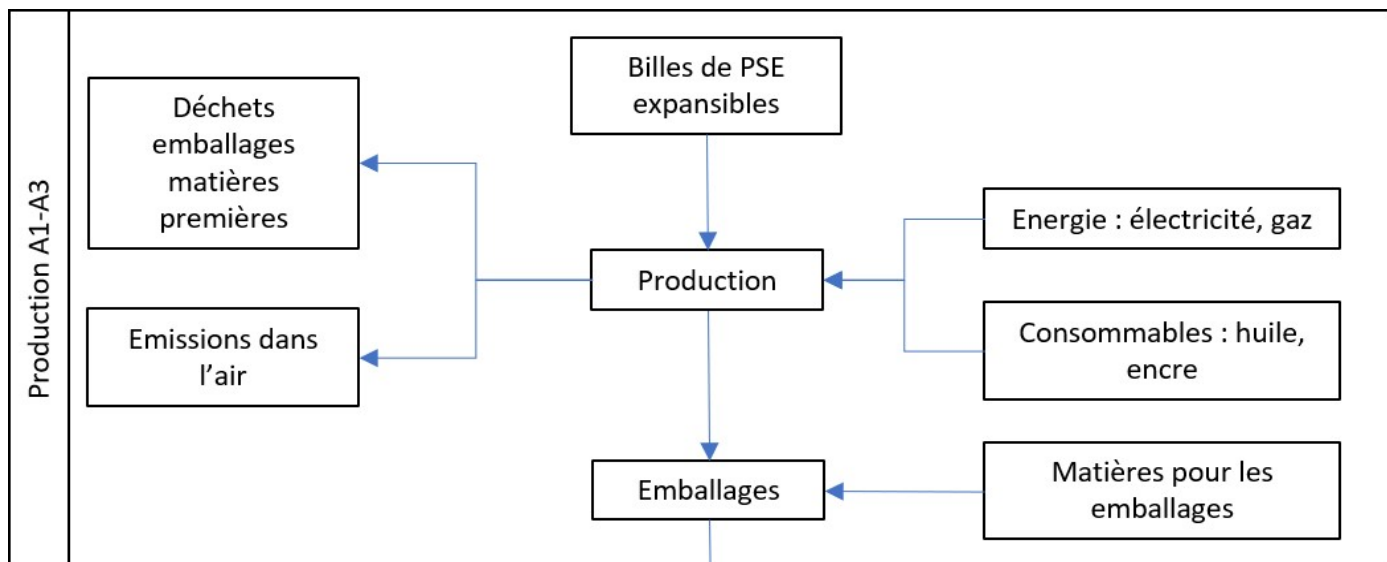 Production A1-A3
Billes de PSE
expansibles
Déchets
emballages
matières
premières
Energie : électricité, gaz
Production
Emissions dans
l’air
Consommables : huile,
encre
Emballages
Matières pour les
emballages